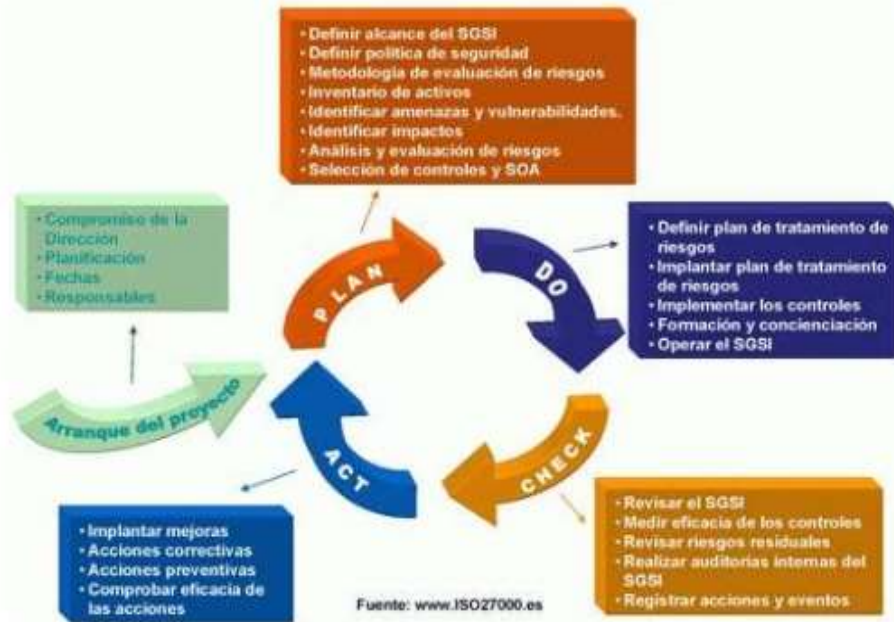 • Definir alcance del SGSI
• Definir política de seguridad
• Metodología de evaluación de riesgos
• Inventario de activos
• Identificar amenazas y vulnerabilidades.
• Identificar impactos
• Análisis y evaluación de riesgos
• Selección de controles y SOA
• Compromiso de la
Dirección
• Planificación
• Fechas
• Responsables
Arranque del proyecto
PLAN
DO
• Definir plan de tratamiento de
riesgos
• Implantar plan de tratamiento
de riesgos
• Implementar los controles
• Formación y concienciación
• Operar el SGSI
CHECK
• Revisar el SGSI
• Medir eficacia de los controles
• Revisar riesgos residuales
• Realizar auditorías internas del
SGSI
• Registrar acciones y eventos
ACT
• Implantar mejoras
• Acciones correctivas
• Acciones preventivas
• Comprobar eficacia de
las acciones
Fuente: www.ISO27000.es